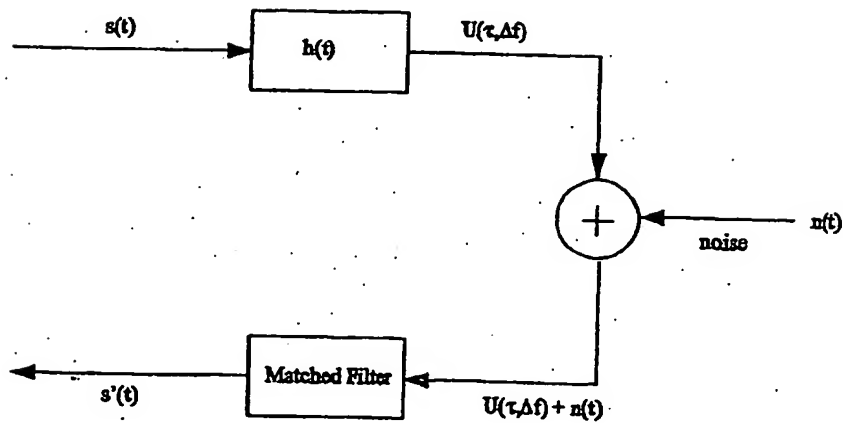 s(t)
h(f)
U(τ,Δf)
+
n(t)
noise
Matched Filter
s'(t)
U(τ,Δf) + n(t)